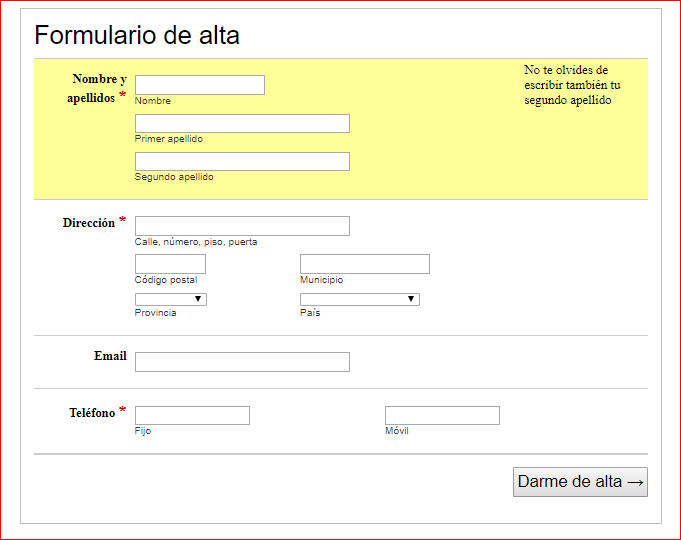 Formulario de alta
Nombre y
apellidos *
Nombre
Primer apellido
Segundo apellido
No te olvides de
escribir también tu
segundo apellido
Dirección *
Calle, número, piso, puerta
Código postal
Municipio
Provincia
País
Email
Teléfono *
Fijo
Móvil
Darme de alta →